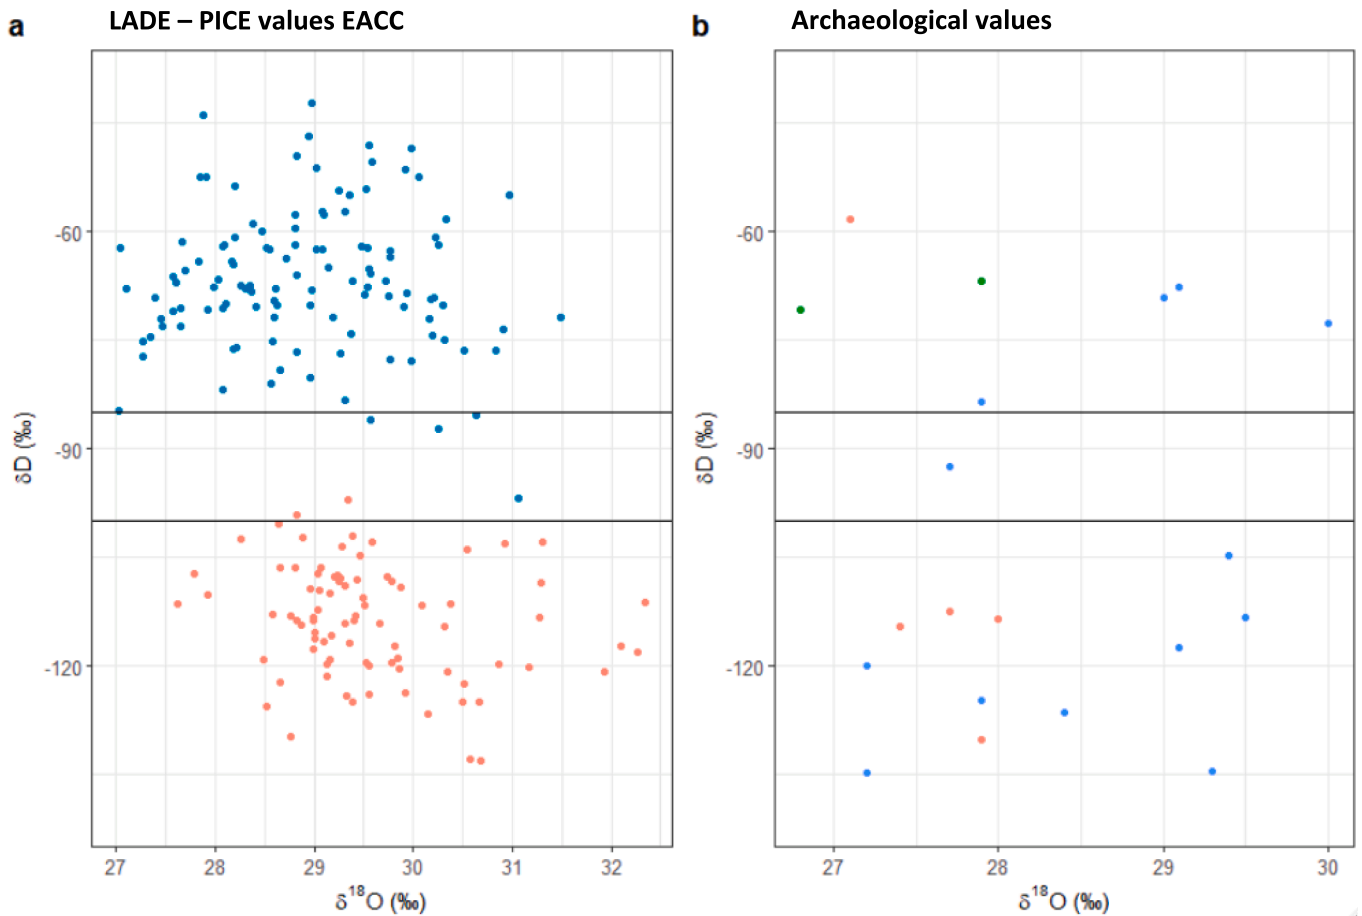 a LADE – PICE values EACC
-60
-90
-120
δD (‰)
27 28 29 30 31 32
δ¹⁸O (‰)
b Archaeological values
-60
-90
-120
δD (‰)
27 28 29 30
δ¹⁸O (‰)